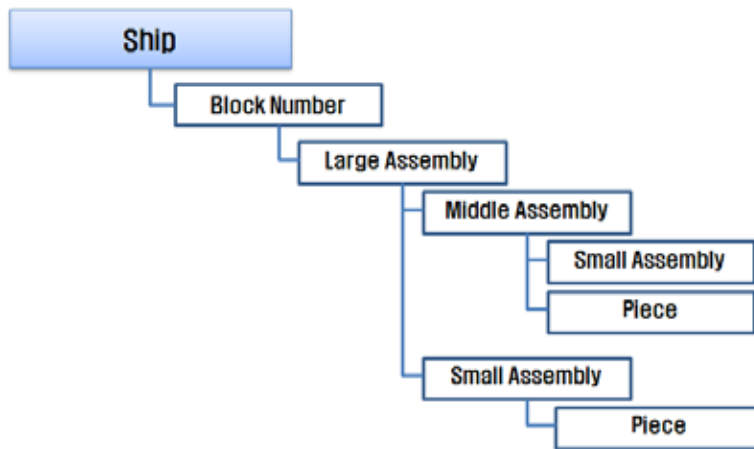 Ship
Block Number
Large Assembly
Middle Assembly
Small Assembly
Piece
Small Assembly
Piece